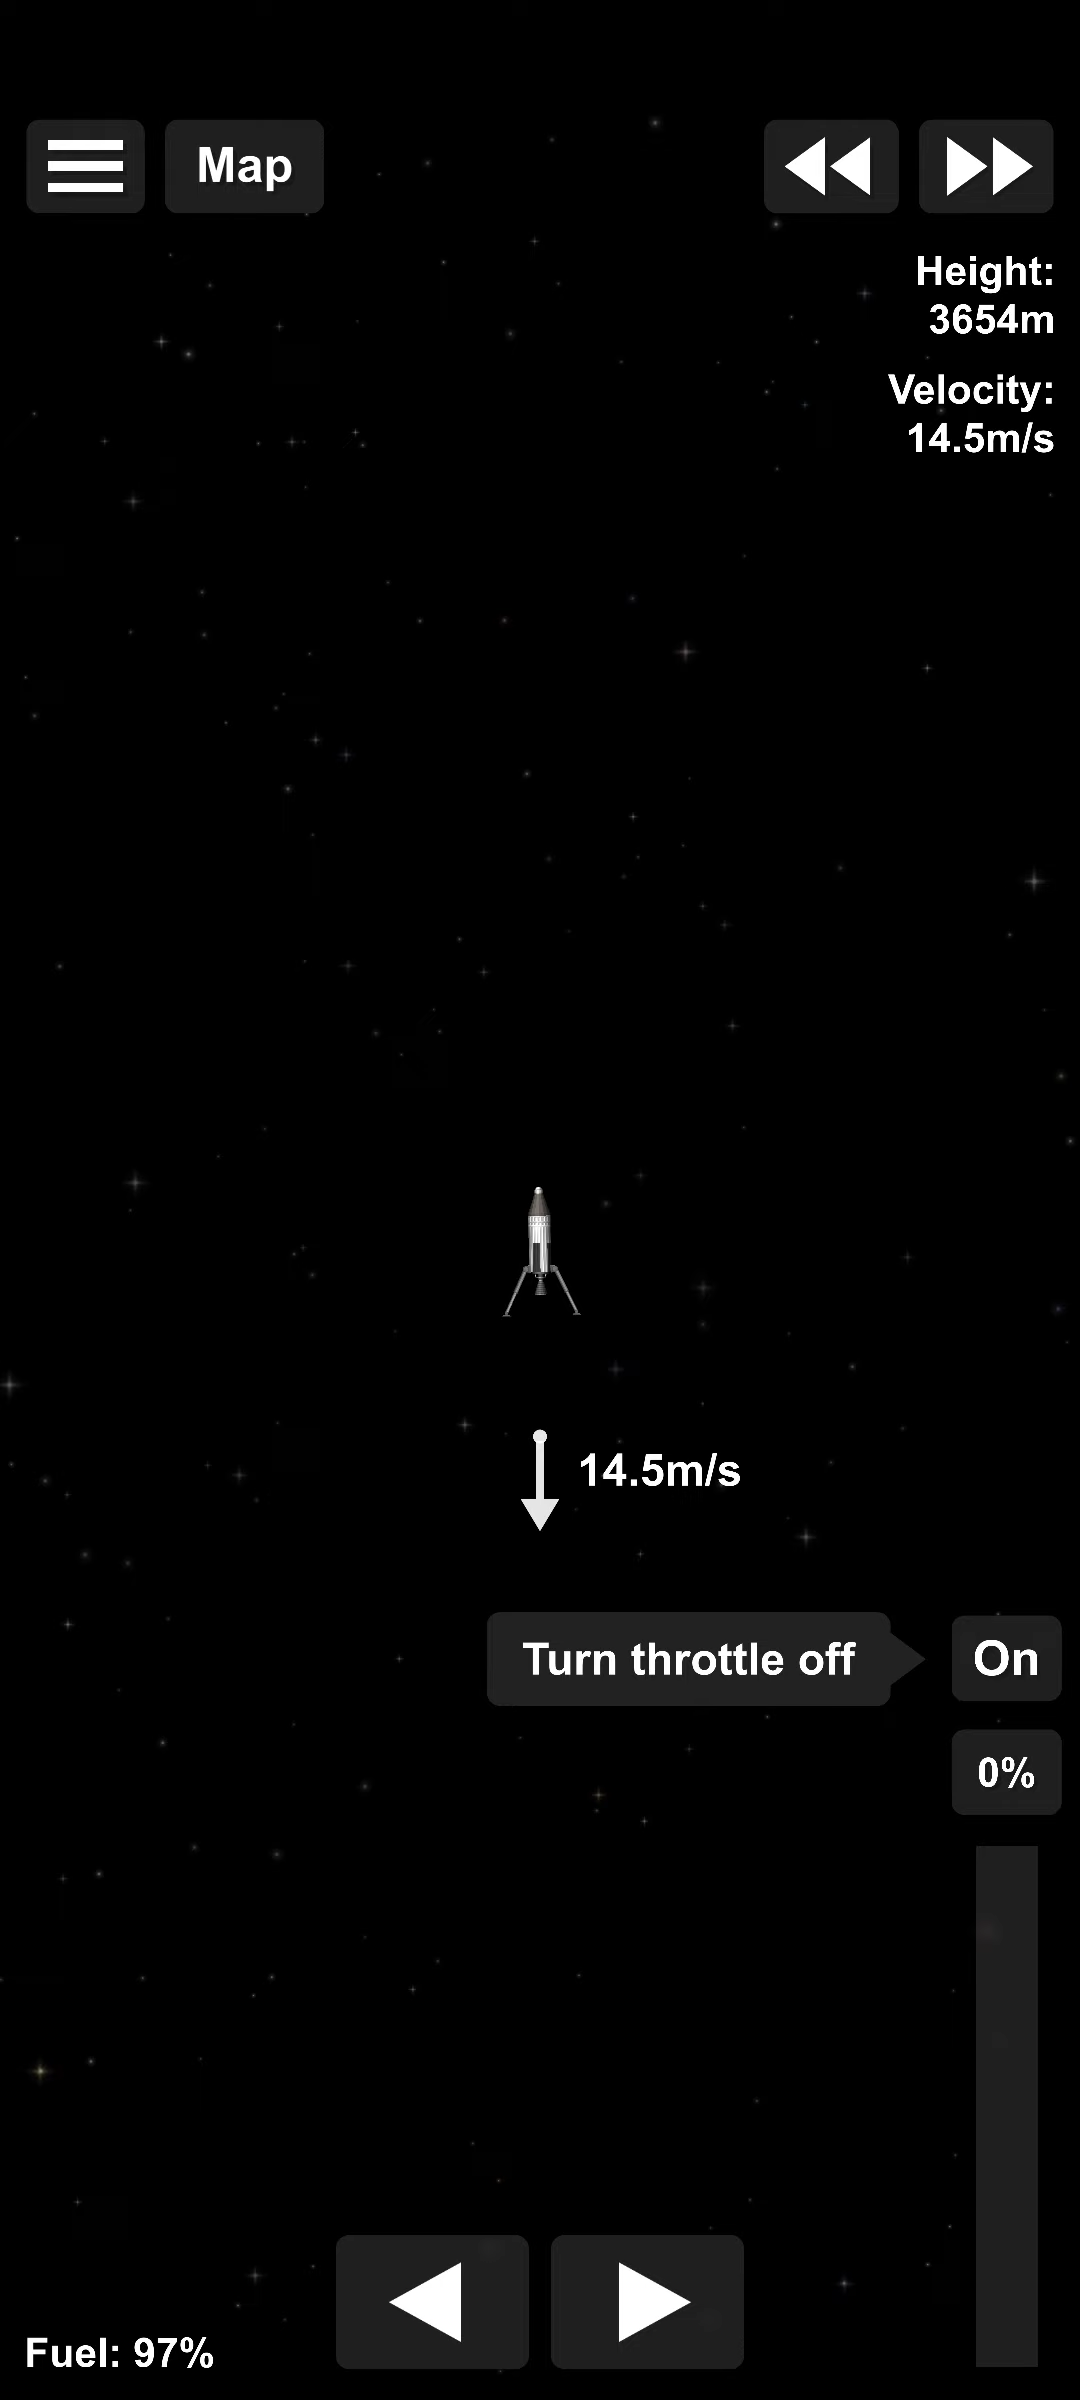 Map
Height:
3654m
Velocity:
14.5m/s
14.5m/s
Turn throttle off
On
0%
Fuel: 97%